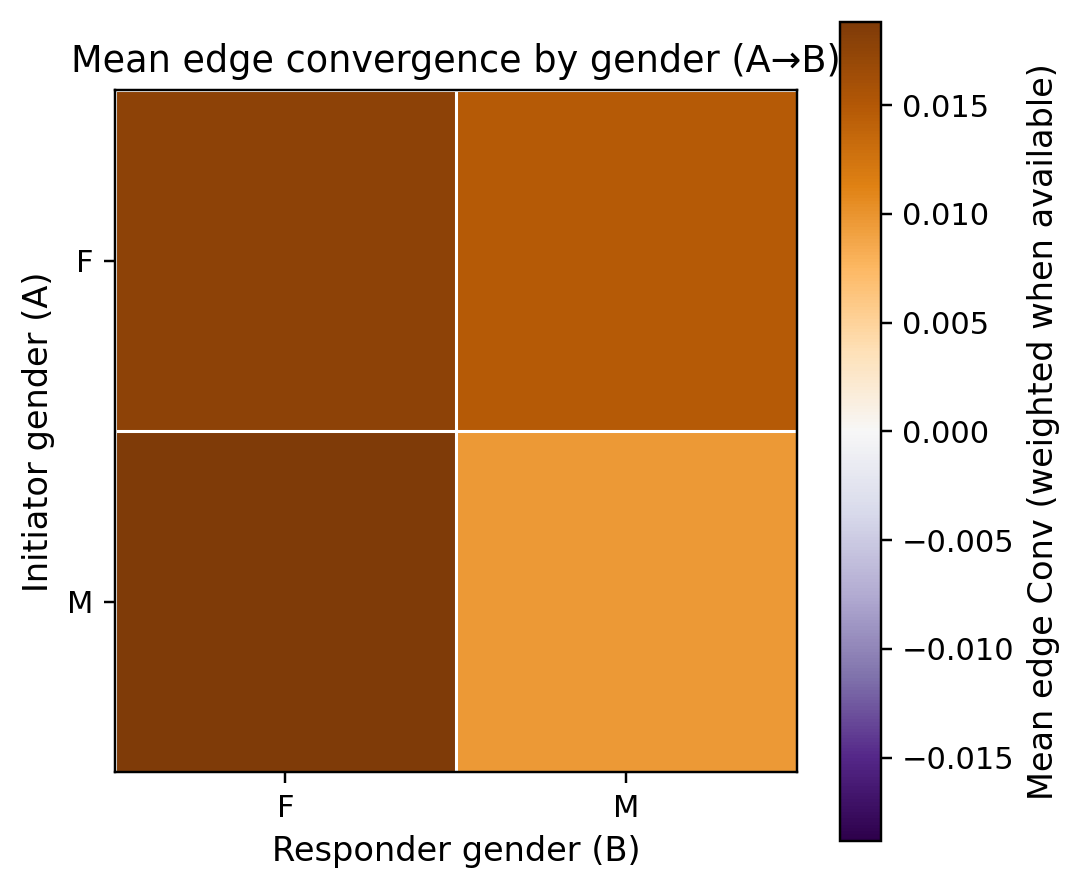 Mean edge convergence by gender (A→B)
Initiator gender (A)
F
M
F
M
Responder gender (B)
0.015
0.010
0.005
0.000
−0.005
−0.010
−0.015
Mean edge Conv (weighted when available)